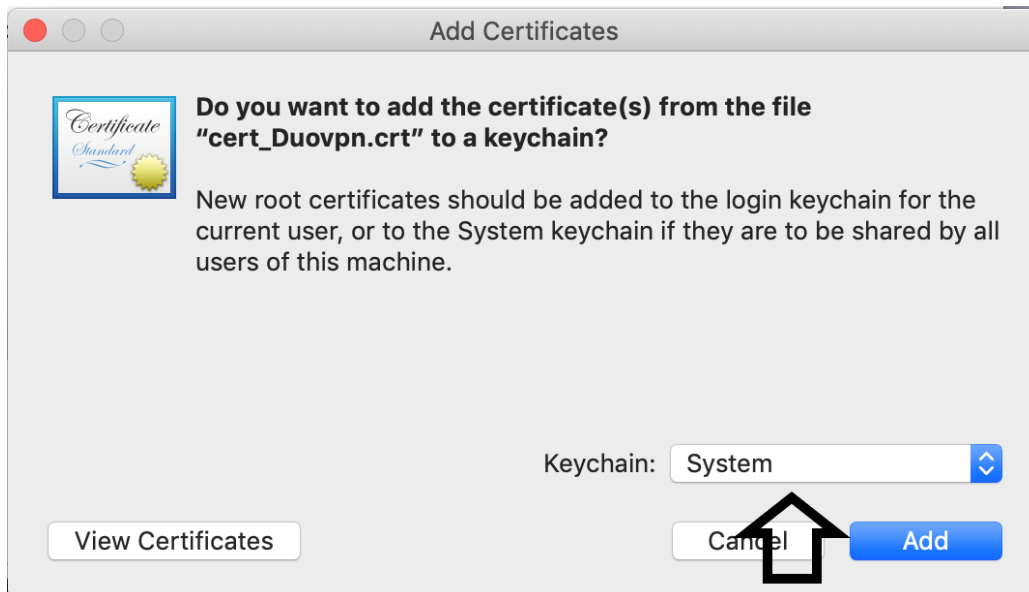 Add Certificates
Certificate
Standard
Do you want to add the certificate(s) from the file
“cert_Duovpn.crt” to a keychain?
New root certificates should be added to the login keychain for the
current user, or to the System keychain if they are to be shared by all
users of this machine.
Keychain: System
View Certificates Cancel Add